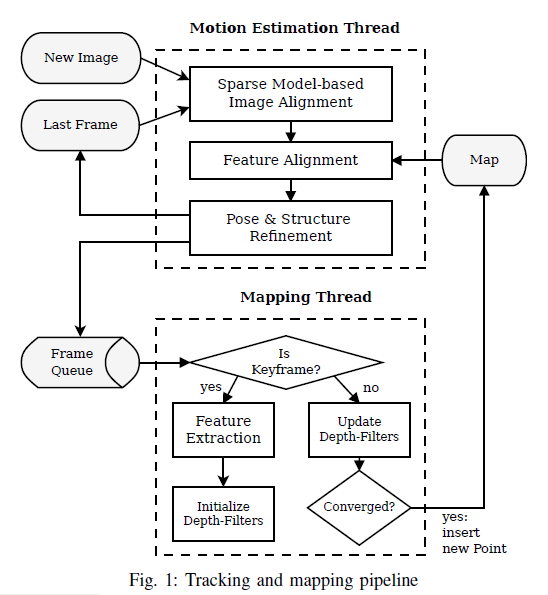 Motion Estimation Thread
New Image
Last Frame
Sparse Model-based
Image Alignment
Feature Alignment
Map
Pose & Structure
Refinement
Mapping Thread
Frame
Queue
Is
Keyframe?
yes
no
Feature
Extraction
Update
Depth-Filters
Initialize
Depth-Filters
Converged?
yes:
insert
new Point
Fig. 1: Tracking and mapping pipeline